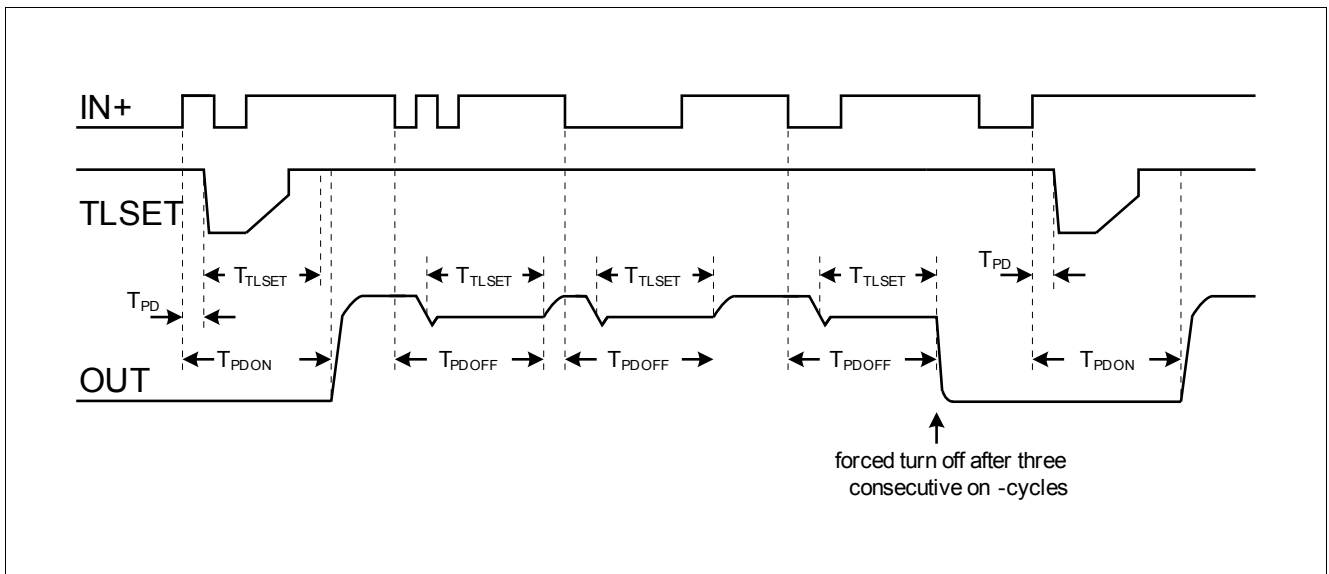 IN+
TLSET
TTLSET
TTLSET
TTLSET
TTLSET
TPD
TPD
TPDON
TPDOFF
TPDOFF
TPDOFF
TPDON
OUT
forced turn off after three
consecutive on -cycles